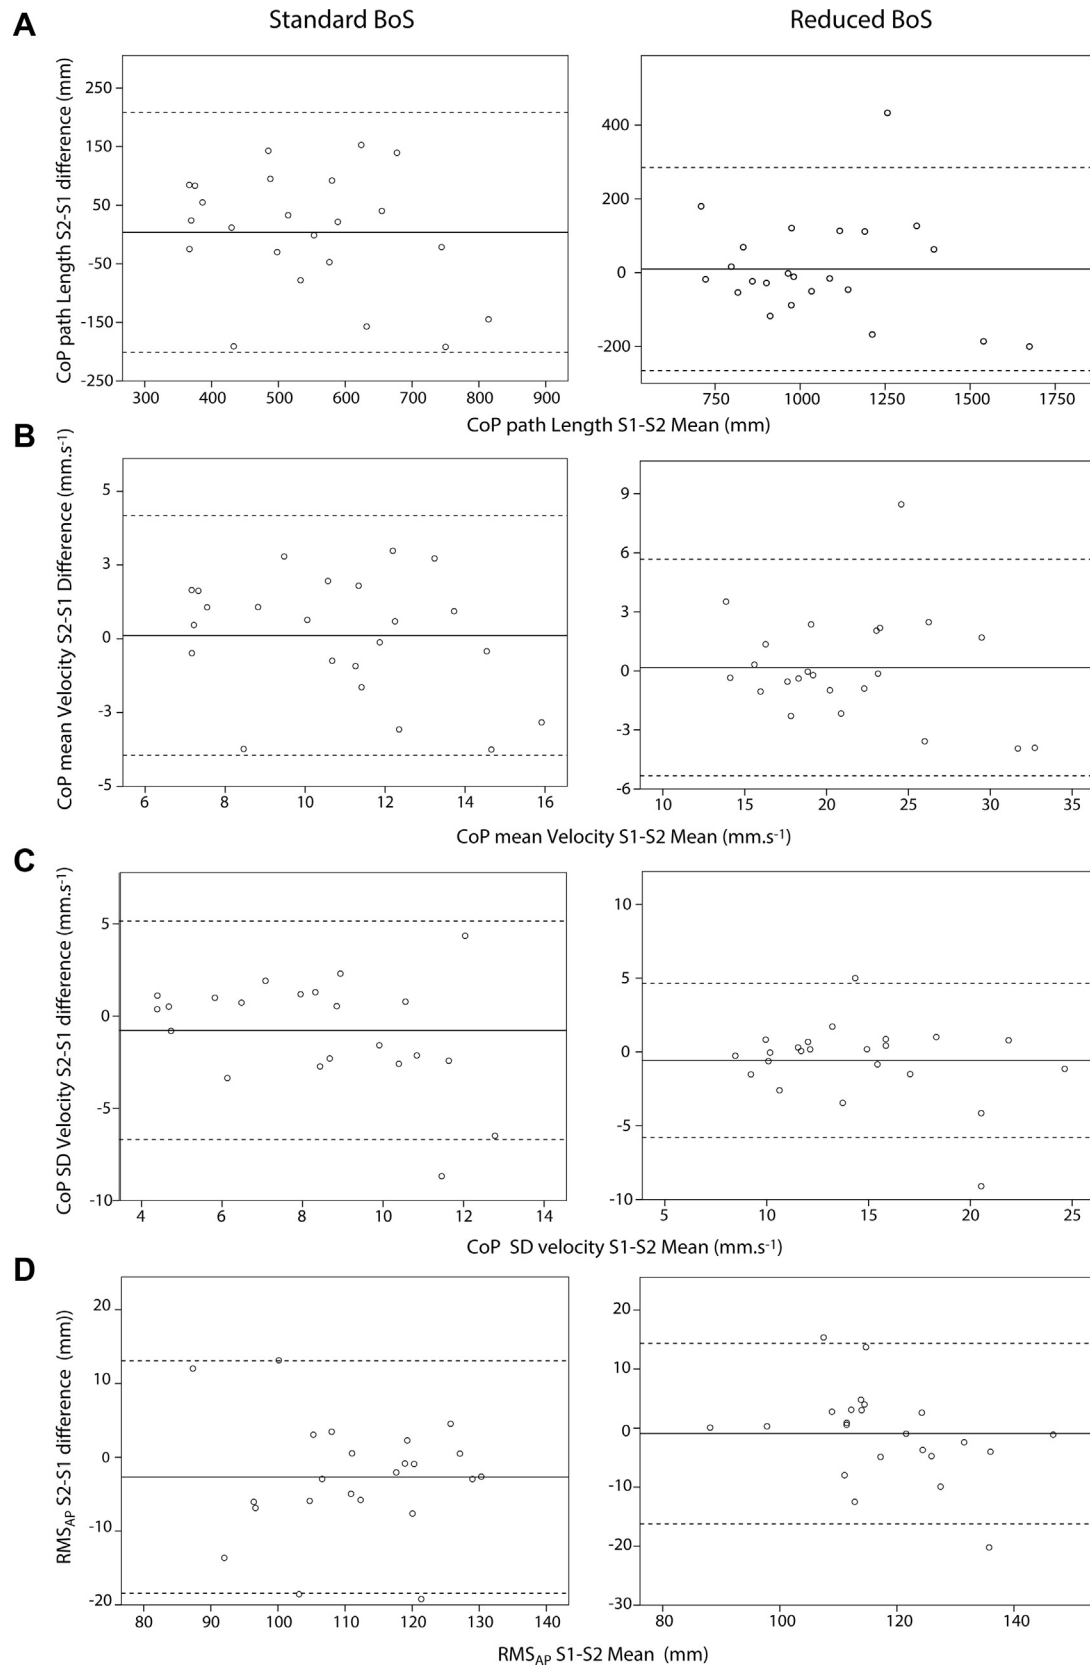 A
Standard BoS
Reduced BoS
CoP path Length S2-S1 difference (mm)
250
150
50
-50
-150
-250
300 400 500 600 700 800 900
400
200
0
-200
750 1000 1250 1500 1750
CoP path Length S1-S2 Mean (mm)
B
CoP mean Velocity S2-S1 Difference (mm.s-1)
5
3
0
-3
-5
6 8 10 12 14 16
9
6
3
0
-3
-6
10 15 20 25 30 35
CoP mean Velocity S1-S2 Mean (mm.s-1)
C
CoP SD Velocity S2-S1 difference (mm.s-1)
5
0
-5
-10
4 6 8 10 12 14
10
5
0
-5
-10
5 10 15 20 25
CoP SD velocity S1-S2 Mean (mm.s-1)
D
RMSAP S2-S1 difference (mm))
20
10
0
-10
-20
80 90 100 110 120 130 140
20
10
0
-10
-20
-30
80 100 120 140
RMSAP S1-S2 Mean (mm)